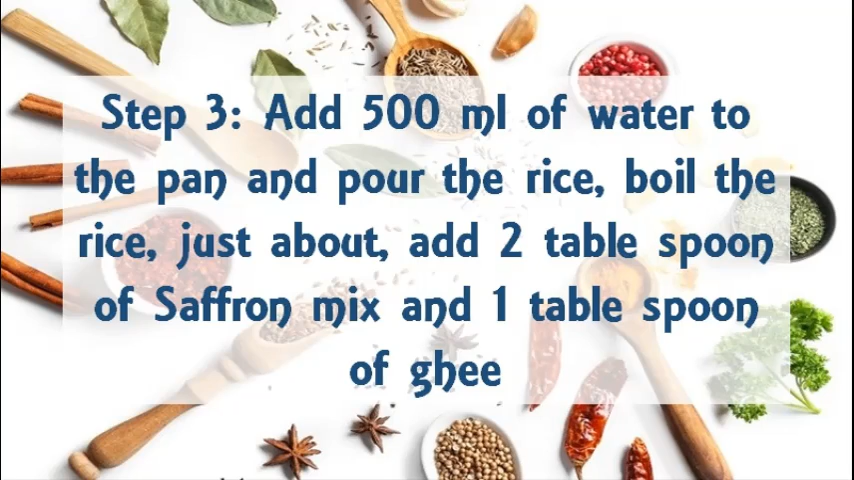 Step 3: Add 500 ml of water to
the pan and pour the rice, boil the
rice, just about, add 2 table spoon
of Saffron mix and 1 table spoon
of ghee